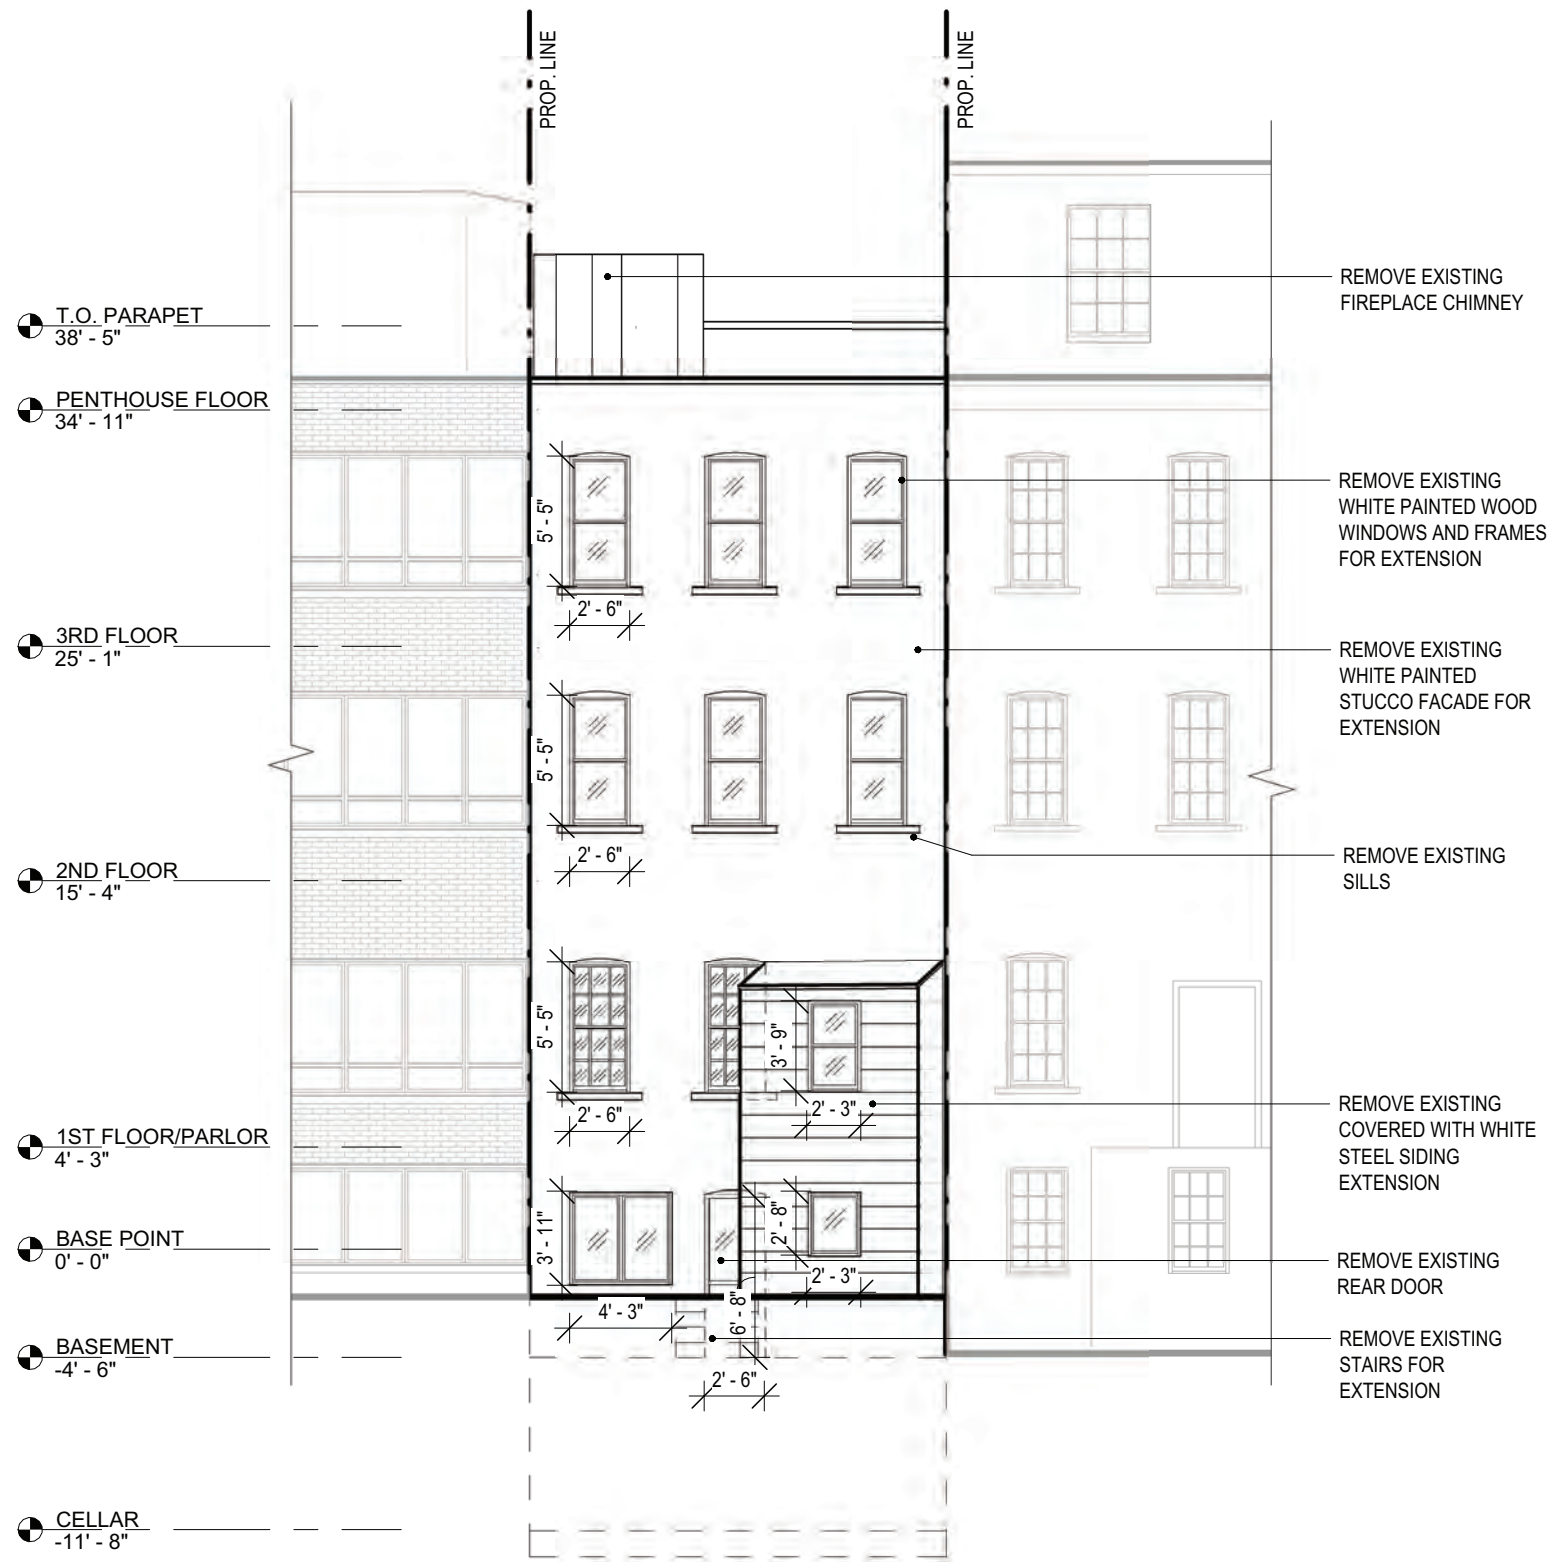 PROP. LINE
PROP. LINE
T.O. PARAPET
38' - 5"
PENTHOUSE FLOOR
34' - 11"
3RD FLOOR
25' - 1"
2ND FLOOR
15' - 4"
1ST FLOOR/PARLOR
4' - 3"
BASE POINT
0' - 0"
BASEMENT
-4' - 6"
CELLAR
-11' - 8"
5' - 5"
2' - 6"
5' - 5"
2' - 6"
5' - 5"
2' - 6"
3' - 9"
2' - 3"
3' - 11"
4' - 3"
2' - 8"
2' - 3"
6' - 8"
2' - 6"
REMOVE EXISTING
FIREPLACE CHIMNEY
REMOVE EXISTING
WHITE PAINTED WOOD
WINDOWS AND FRAMES
FOR EXTENSION
REMOVE EXISTING
WHITE PAINTED
STUCCO FACADE FOR
EXTENSION
REMOVE EXISTING
SILLS
REMOVE EXISTING
COVERED WITH WHITE
STEEL SIDING
EXTENSION
REMOVE EXISTING
REAR DOOR
REMOVE EXISTING
STAIRS FOR
EXTENSION